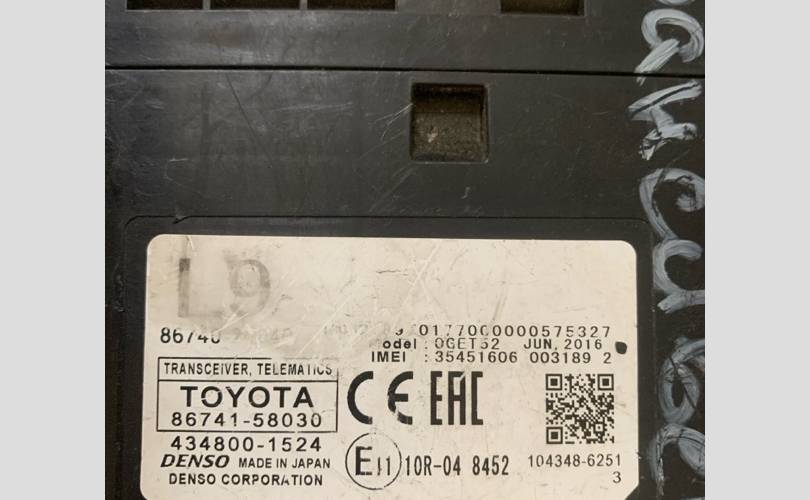 L9
86740
0177000000575327
Model : 0GET52 JUN, 2016
IMEI : 35451606 003189 2
TRANSCEIVER, TELEMATICS
TOYOTA
86741-58030
434800-1524
DENSO MADE IN JAPAN
DENSO CORPORATION
CE EAC
E11 10R-04 8452
104348-6251
3